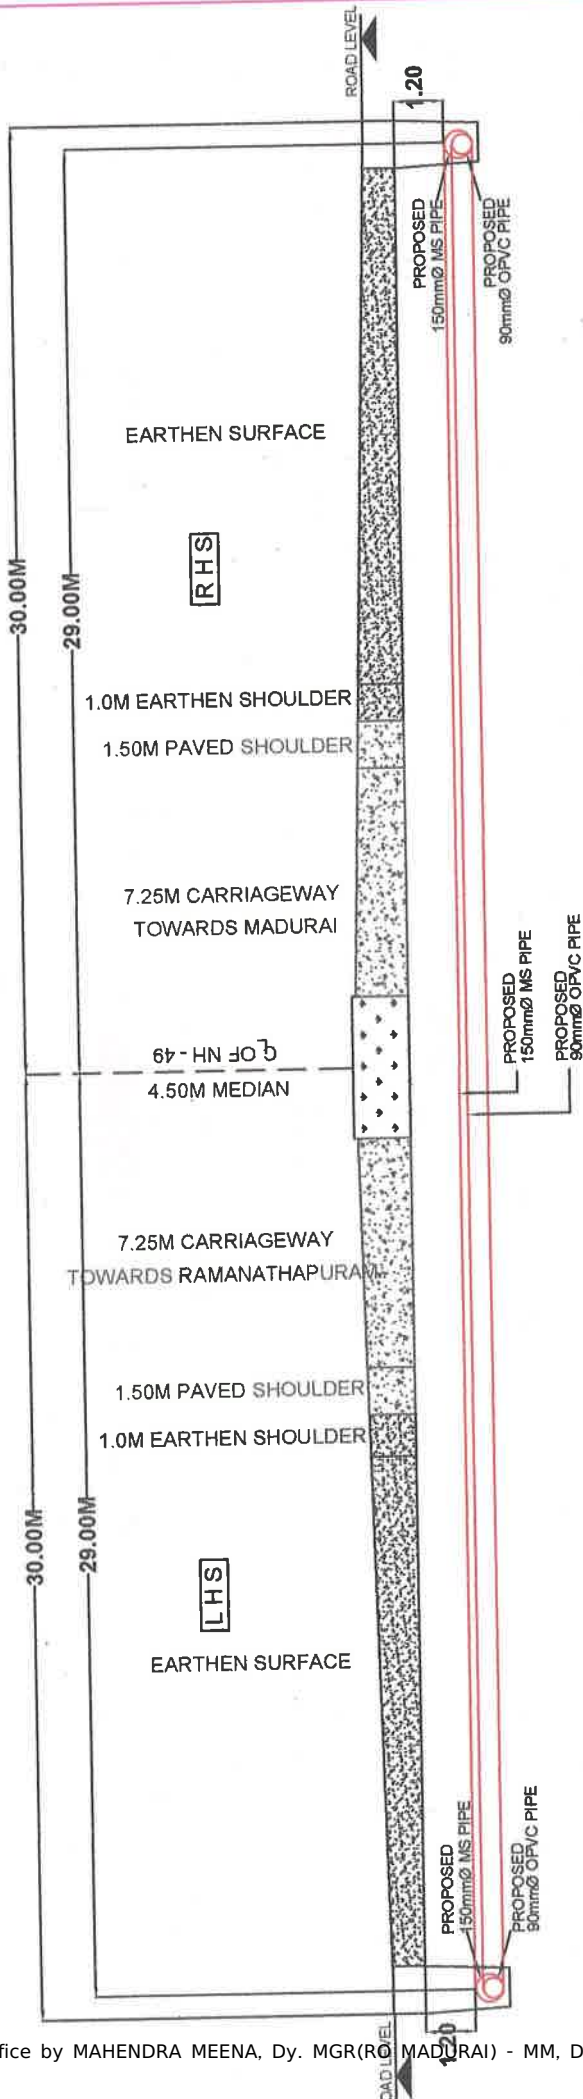 ROAD LEVEL
1.20
PROPOSED
150mmØ MS PIPE
PROPOSED
90mmØ OPVC PIPE
EARTHEN SURFACE
RHS
30.00M
29.00M
1.0M EARTHEN SHOULDER
1.50M PAVED SHOULDER
7.25M CARRIAGEWAY
TOWARDS MADURAI
℄ OF NH - 49
4.50M MEDIAN
PROPOSED
150mmØ MS PIPE
PROPOSED
90mmØ OPVC PIPE
7.25M CARRIAGEWAY
TOWARDS RAMANATHAPURAM
1.50M PAVED SHOULDER
1.0M EARTHEN SHOULDER
30.00M
29.00M
LHS
EARTHEN SURFACE
PROPOSED
150mmØ MS PIPE
PROPOSED
90mmØ OPVC PIPE
1.20
OAD LEVEL
fice by MAHENDRA MEENA, Dy. MGR(RO MADURAI) - MM, D